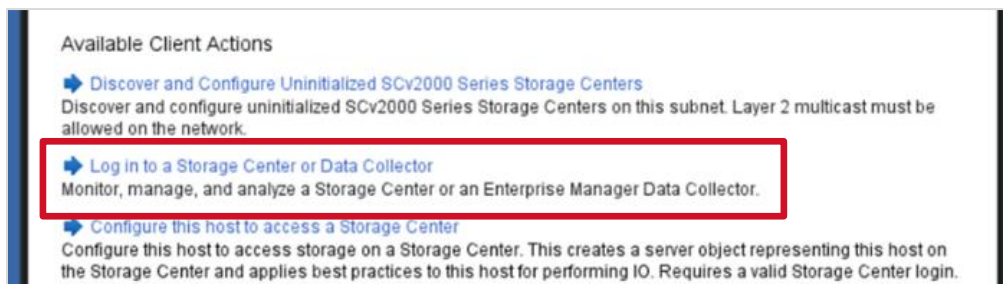 Available Client Actions
Discover and Configure Uninitialized SCv2000 Series Storage Centers
Discover and configure uninitialized SCv2000 Series Storage Centers on this subnet. Layer 2 multicast must be
allowed on the network.
Log in to a Storage Center or Data Collector
Monitor, manage, and analyze a Storage Center or an Enterprise Manager Data Collector.
Configure this host to access a Storage Center
Configure this host to access storage on a Storage Center. This creates a server object representing this host on
the Storage Center and applies best practices to this host for performing IO. Requires a valid Storage Center login.